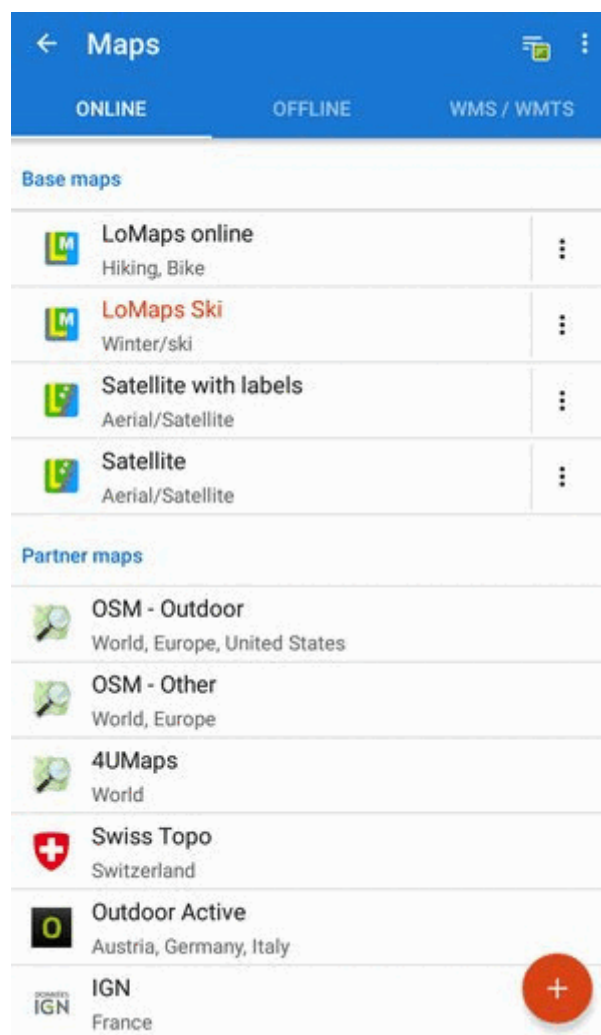 Maps
ONLINE OFFLINE WMS / WMTS
Base maps
LoMaps online
Hiking, Bike
LoMaps Ski
Winter/ski
Satellite with labels
Aerial/Satellite
Satellite
Aerial/Satellite
Partner maps
OSM - Outdoor
World, Europe, United States
OSM - Other
World, Europe
4UMaps
World
Swiss Topo
Switzerland
Outdoor Active
Austria, Germany, Italy
IGN
France